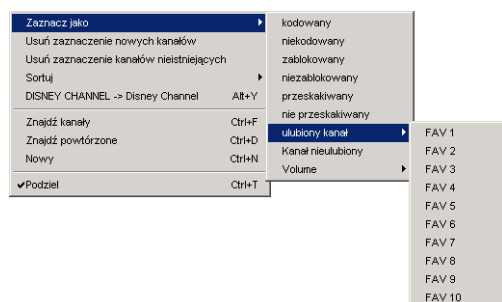 Zaznacz jako
Usuń zaznaczenie nowych kanałów
Usuń zaznaczenie kanałów nieistniejących
Sortuj
DISNEY CHANNEL -> Disney Channel Alt+Y
Znajdź kanały Ctrl+F
Znajdź powtórzone Ctrl+D
Nowy Ctrl+N
✔Podziel Ctrl+T
kodowany
niekodowany
zablokowany
niezablokowany
przeskakiwany
nie przeskakiwany
ulubiony kanał
Kanał nieulubiony
Volume
FAV 1
FAV 2
FAV 3
FAV 4
FAV 5
FAV 6
FAV 7
FAV 8
FAV 9
FAV 10